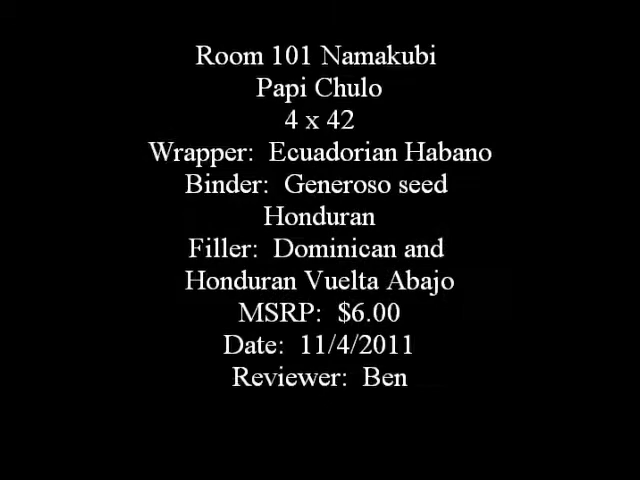 Room 101 Namakubi
Papi Chulo
4 x 42
Wrapper:  Ecuadorian Habano
Binder:  Generoso seed
Honduran
Filler:  Dominican and
Honduran Vuelta Abajo
MSRP:  $6.00
Date:  11/4/2011
Reviewer:  Ben